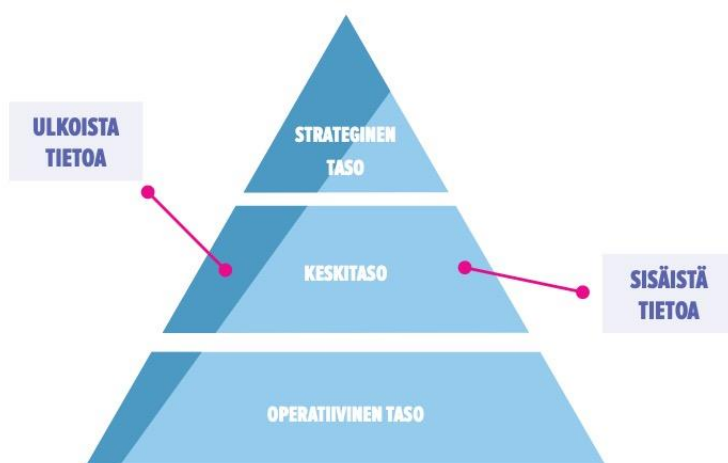 STRATEGINEN
TASO
ULKOISTA
TIETOA
KESKITASO
SISÄISTÄ
TIETOA
OPERATIIVINEN TASO